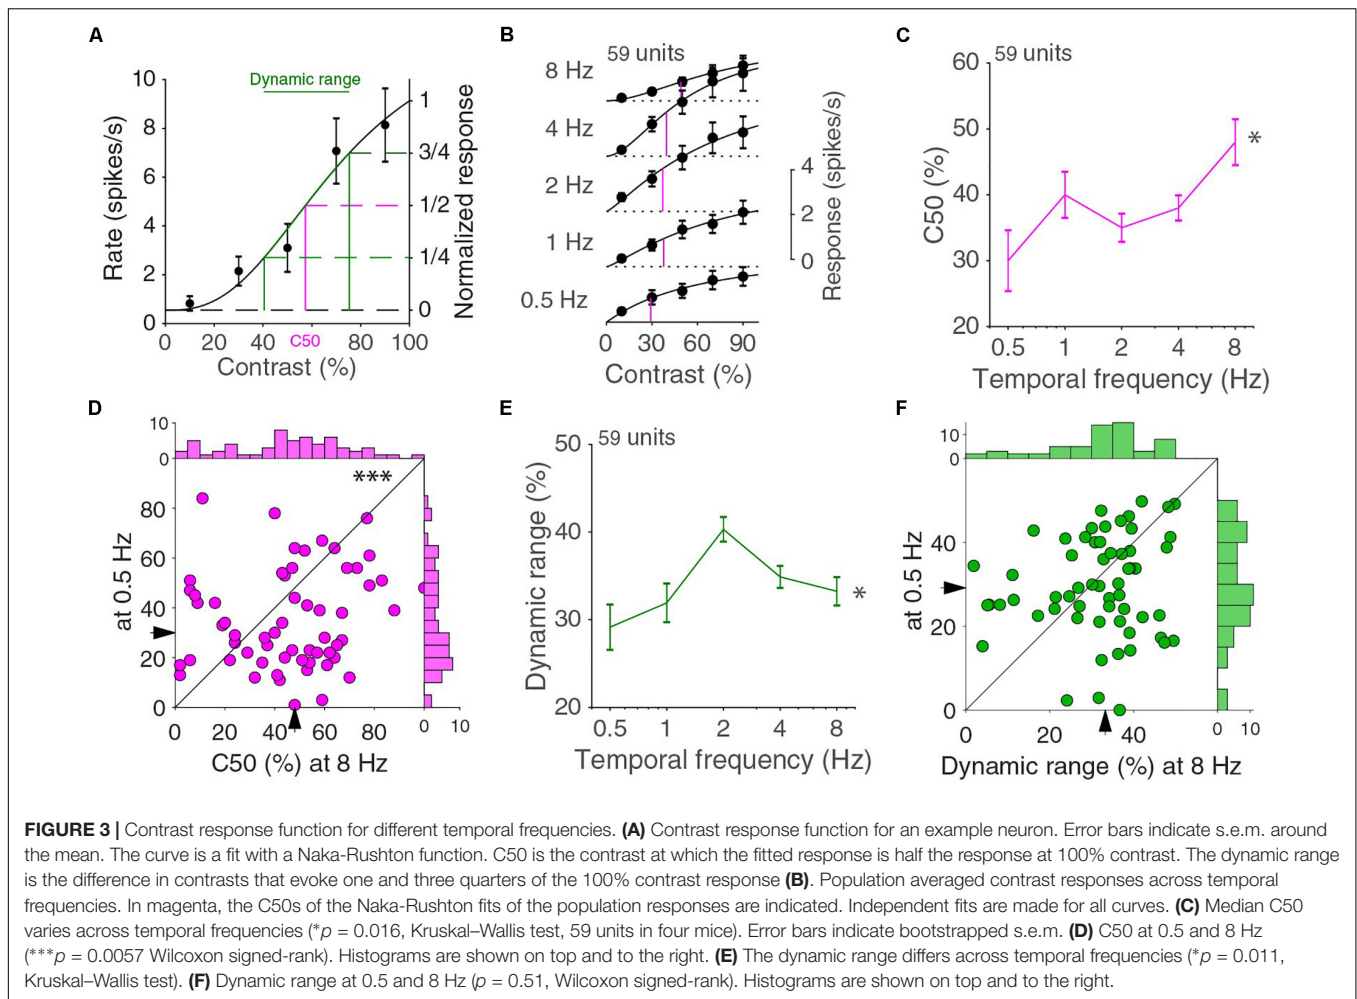 A
10
8
6
4
2
0
Rate (spikes/s)
Dynamic range
1
3/4
1/2
1/4
0
Normalized response
0 20 40 60 80 100
C50
Contrast (%)
B
59 units
8 Hz
4 Hz
2 Hz
1 Hz
0.5 Hz
4
2
0
Response (spikes/s)
0 30 60 90
Contrast (%)
C
59 units
60
50
40
30
20
C50 (%)
*
0.5 1 2 4 8
Temporal frequency (Hz)
D
10
0
***
80
60
40
20
0
at 0.5 Hz
0 20 40 60 80 0 10
C50 (%) at 8 Hz
E
59 units
50
40
30
20
Dynamic range (%)
*
0.5 1 2 4 8
Temporal frequency (Hz)
F
10
0
40
20
0
at 0.5 Hz
0 20 40 0 10
Dynamic range (%) at 8 Hz
FIGURE 3 | Contrast response function for different temporal frequencies. (A) Contrast response function for an example neuron. Error bars indicate s.e.m. around
the mean. The curve is a fit with a Naka-Rushton function. C50 is the contrast at which the fitted response is half the response at 100% contrast. The dynamic range
is the difference in contrasts that evoke one and three quarters of the 100% contrast response (B). Population averaged contrast responses across temporal
frequencies. In magenta, the C50s of the Naka-Rushton fits of the population responses are indicated. Independent fits are made for all curves. (C) Median C50
varies across temporal frequencies (*p = 0.016, Kruskal–Wallis test, 59 units in four mice). Error bars indicate bootstrapped s.e.m. (D) C50 at 0.5 and 8 Hz
(***p = 0.0057 Wilcoxon signed-rank). Histograms are shown on top and to the right. (E) The dynamic range differs across temporal frequencies (*p = 0.011,
Kruskal–Wallis test). (F) Dynamic range at 0.5 and 8 Hz (p = 0.51, Wilcoxon signed-rank). Histograms are shown on top and to the right.